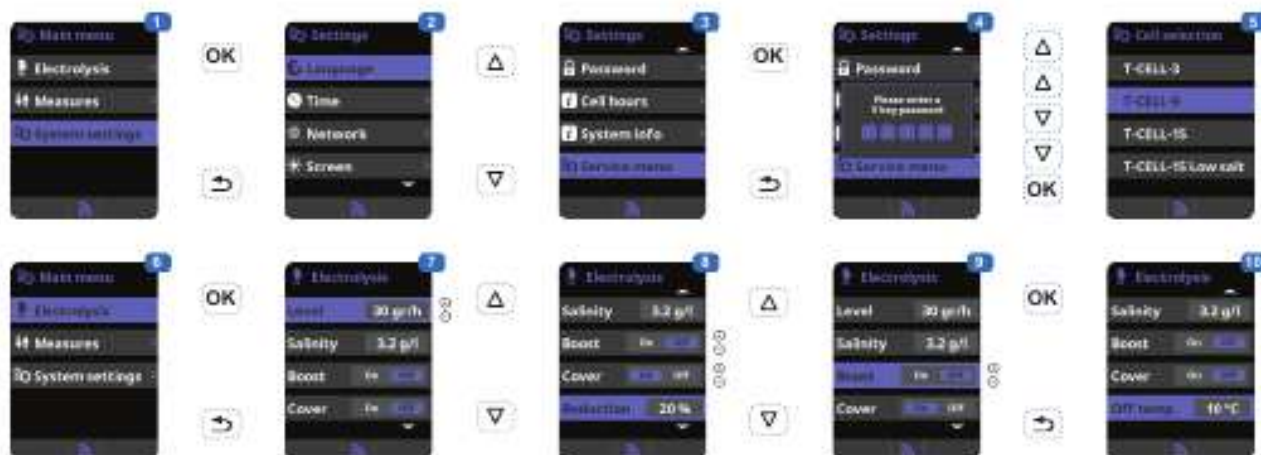 1
Main menu
Electrolysis
Measures
System settings
OK
2
Settings
Language
Time
Network
Screen
3
Settings
Password
Cell hours
System info
Service menu
OK
4
Settings
Password
Please enter a
5 key password
Service menu
OK
5
Cell selection
T-CELL-3
T-CELL-15
T-CELL-15 Low salt
6
Main menu
Electrolysis
Measures
System settings
OK
7
Electrolysis
Level 30 gr/h
Salinity 3.2 g/l
Boost On Off
Cover On Off
8
Electrolysis
Salinity 3.2 g/l
Boost On Off
Cover On Off
Reduction 20 %
9
Electrolysis
Level 30 gr/h
Salinity 3.2 g/l
Boost On Off
Cover On Off
OK
10
Electrolysis
Salinity 3.2 g/l
Boost On Off
Cover On Off
Off temp. 10 °C